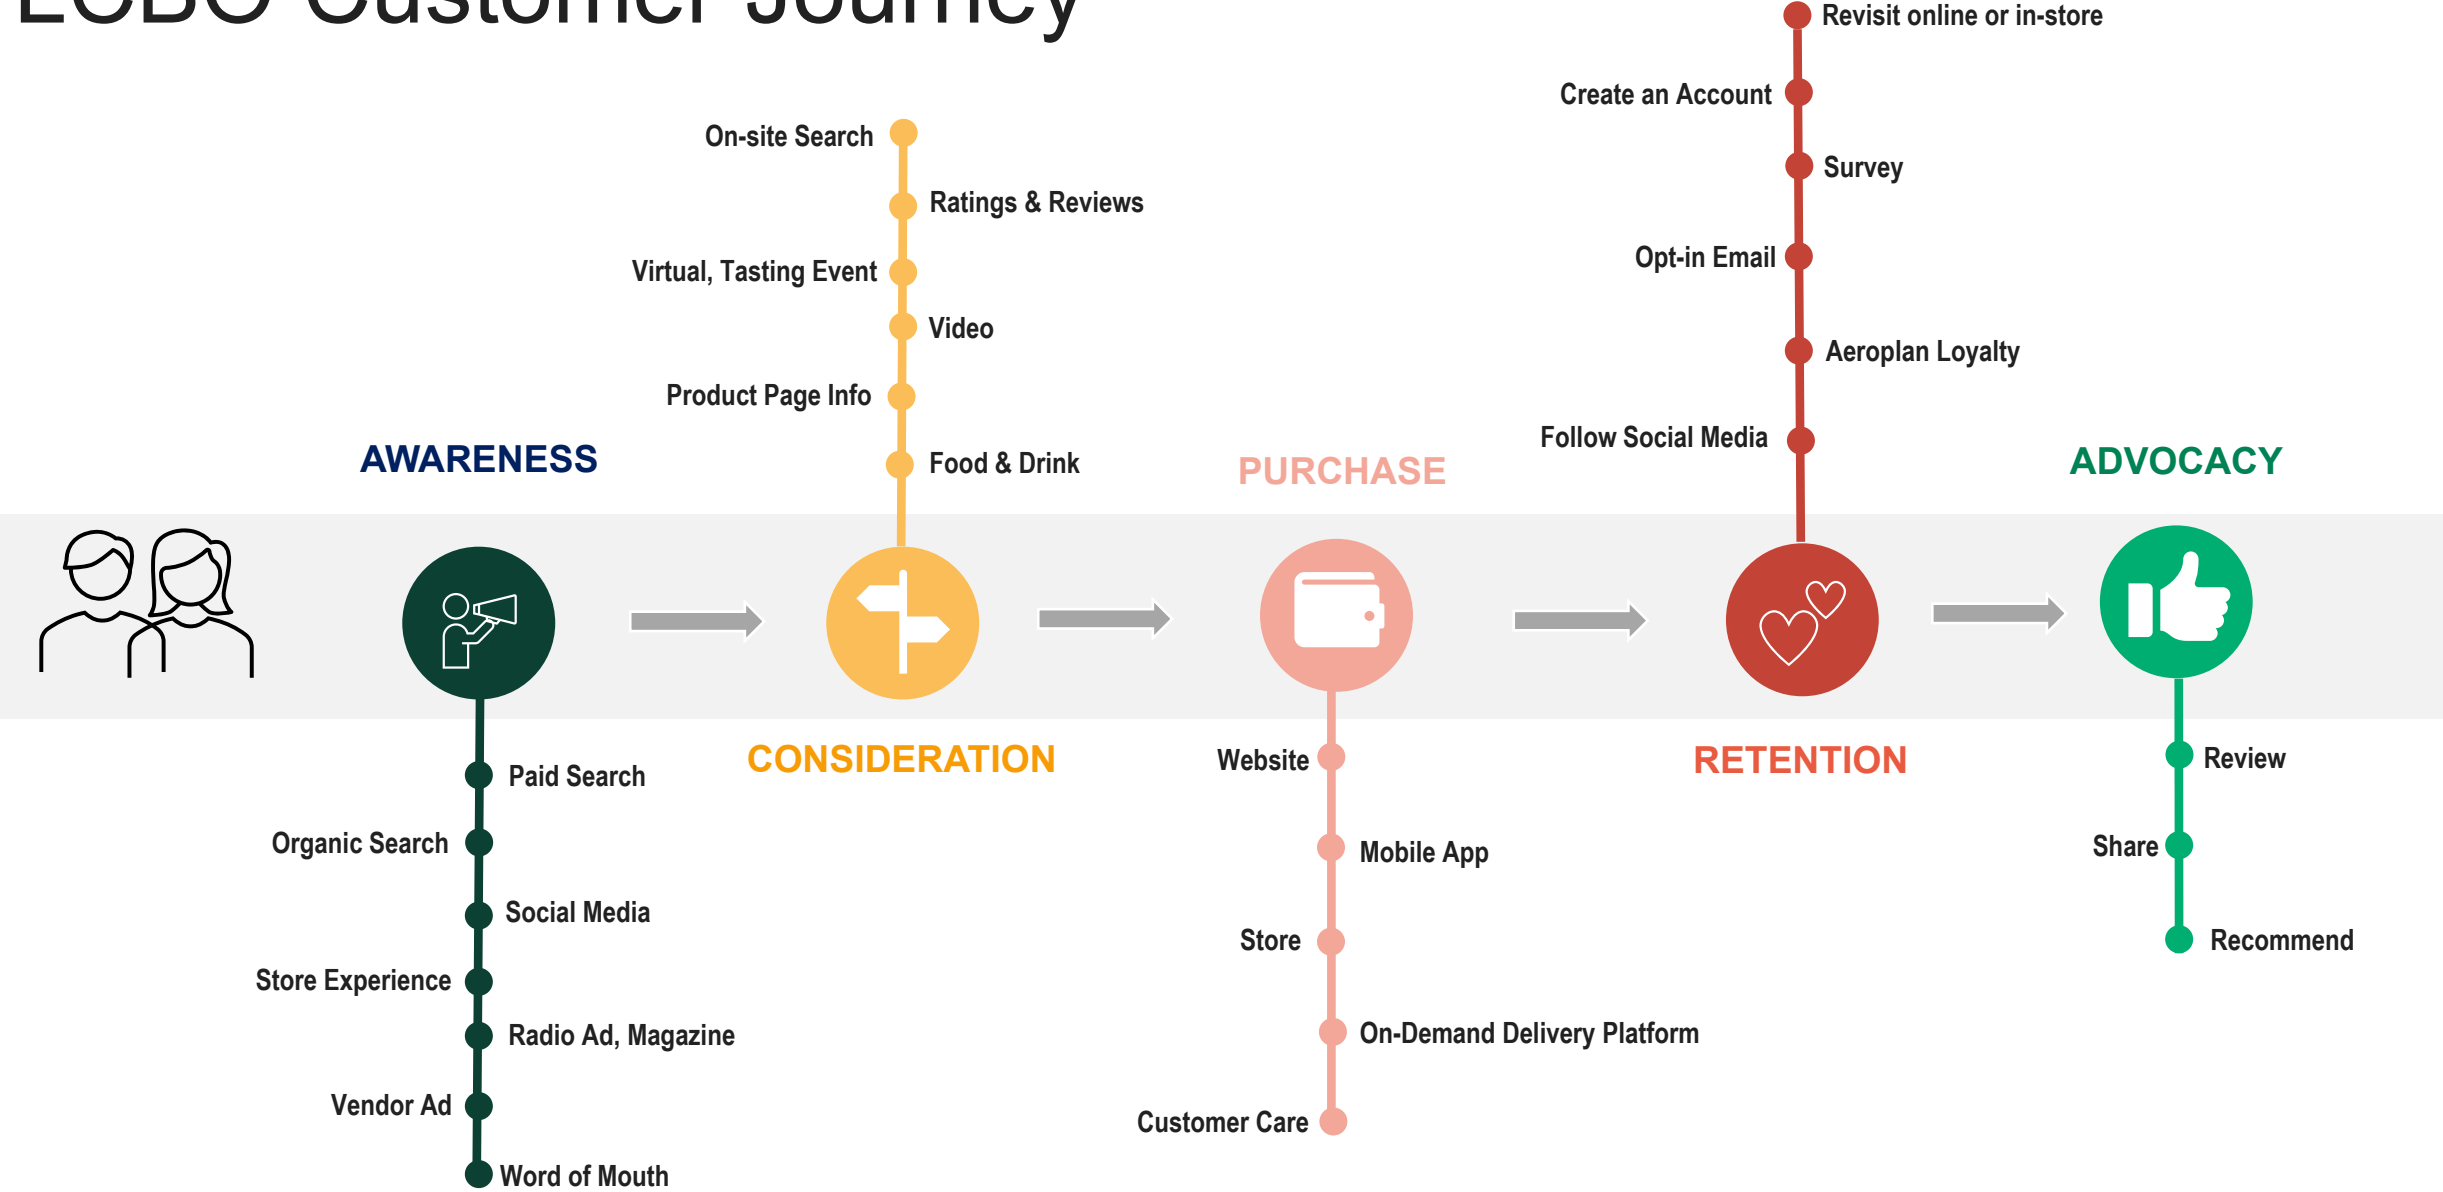 LCBO Customer Journey
Revisit online or in-store
Create an Account
Survey
Opt-in Email
Aeroplan Loyalty
Follow Social Media
On-site Search
Ratings & Reviews
Virtual, Tasting Event
Video
Product Page Info
Food & Drink
AWARENESS
PURCHASE
ADVOCACY
CONSIDERATION
RETENTION
Paid Search
Organic Search
Social Media
Store Experience
Radio Ad, Magazine
Vendor Ad
Word of Mouth
Website
Mobile App
Store
On-Demand Delivery Platform
Customer Care
Review
Share
Recommend